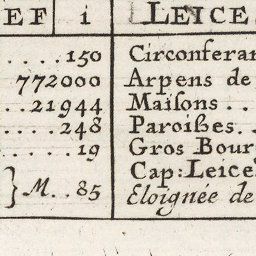 EF i LEICE
....150 Circonferan
772000 Arpens de
..21944 Maiſons..
....248 Paroiſses..
.....19 Gros Bour
} M..85 Cap: Leice
Eloignée de